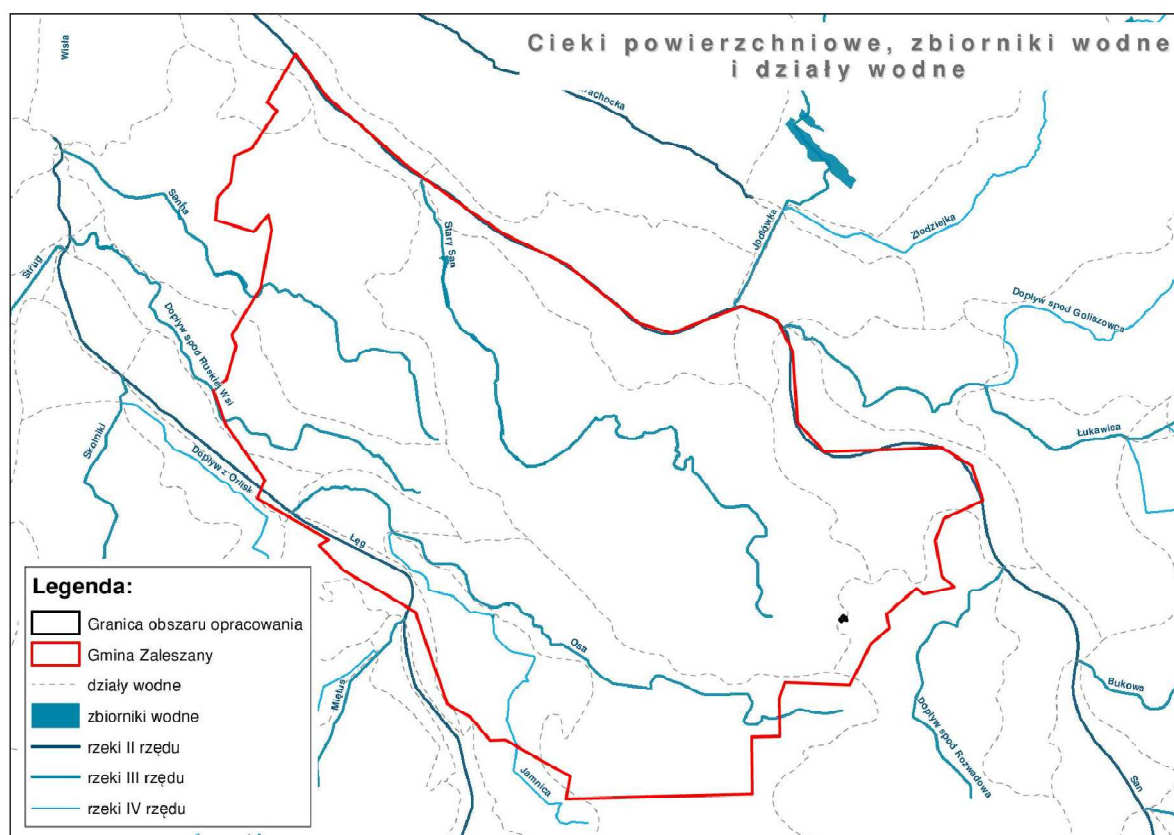 Cieki powierzchniowe, zbiorniki wodne
i działy wodne
Wisła
Sanna
Strug
Stary San
Jodłówka
Złodziejka
Dopływ spod Goliszowca
Łukawica
Dopływ spod Ruskiej Wsi
Dopływ z Orlisk
Łęg
Osa
Miętus
Jamnica
Dopływ spod Rozwadowa
Bukowa
San
Legenda:
Granica obszaru opracowania
Gmina Zaleszany
działy wodne
zbiorniki wodne
rzeki II rzędu
rzeki III rzędu
rzeki IV rzędu